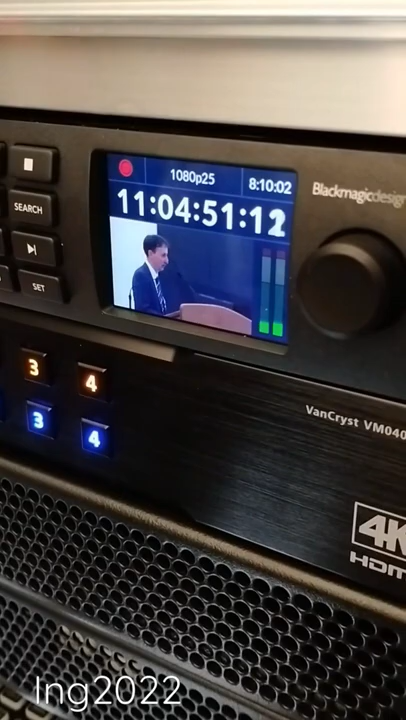 1080p25
8:10:02
11:04:51:12
Blackmagicdesign
SEARCH
SET
3 4
VanCryst VM040
3 4
4K
HDMI
Ing2022